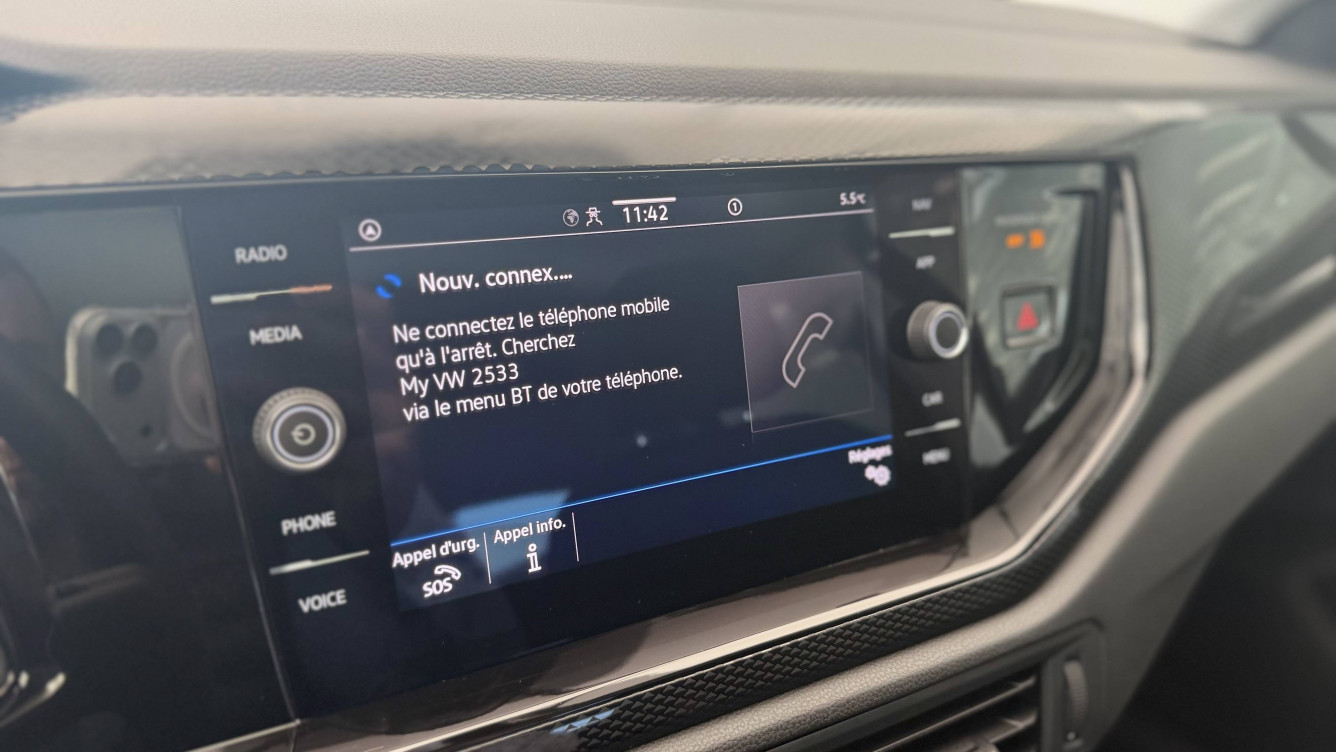 RADIO
MEDIA
PHONE
VOICE
11:42
1
5.5°C
Nouv. connex....
Ne connectez le téléphone mobile
qu'à l'arrêt. Cherchez
My VW 2533
via le menu BT de votre téléphone.
Réglages
Appel d'urg.
SOS
Appel info.
i
NAV
APP
CAR
MENU